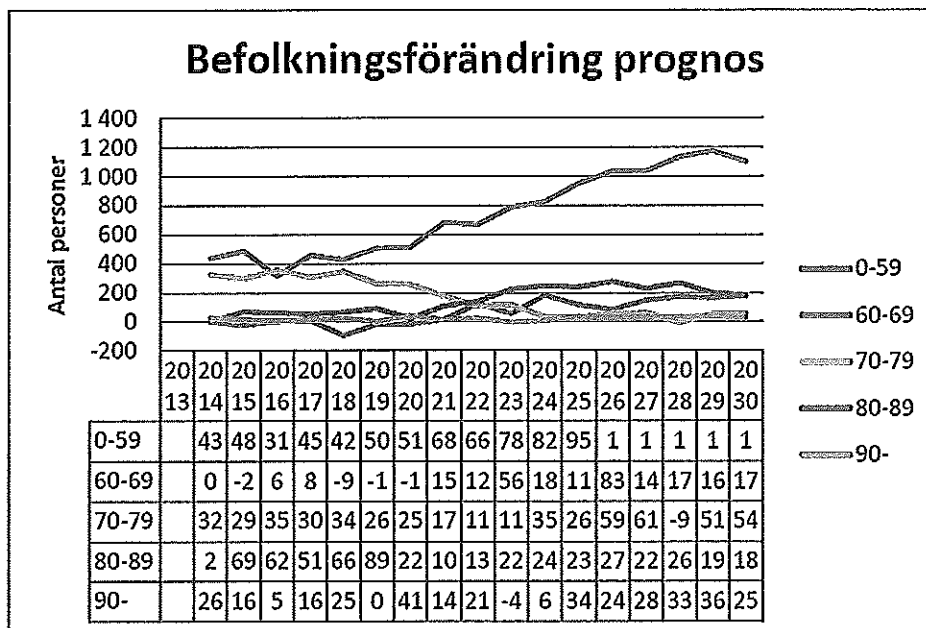 Befolkningsförändring prognos
Antal personer
1 400
1 200
1 000
800
600
400
200
0
-200
0-59
60-69
70-79
80-89
90-
20 20 20 20 20 20 20 20 20 20 20 20 20 20 20 20 20 20
13 14 15 16 17 18 19 20 21 22 23 24 25 26 27 28 29 30
0-59 43 48 31 45 42 50 51 68 66 78 82 95 1 1 1 1 1
60-69 0 -2 6 8 -9 -1 -1 15 12 56 18 11 83 14 17 16 17
70-79 32 29 35 30 34 26 25 17 11 11 35 26 59 61 -9 51 54
80-89 2 69 62 51 66 89 22 10 13 22 24 23 27 22 26 19 18
90- 26 16 5 16 25 0 41 14 21 -4 6 34 24 28 33 36 25